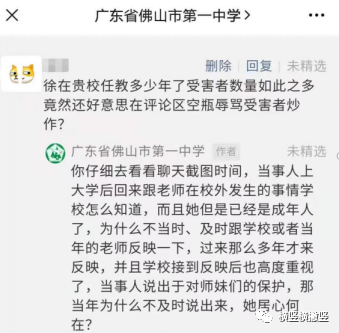 广东省佛山市第一中学
删除 回复 未精选
徐在贵校任教多少年了受害者数量如此之多
竟然还好意思在评论区空瓶辱骂受害者炒
作？
广东省佛山市第一中学 作者 未精选
你仔细去看看聊天截图时间，当事人上
大学后回来跟老师在校外发生的事情学
校怎么知道，而且她但是已经是成年人
了，为什么不当时、及时跟学校或者当
年的老师反映一下，过来那么多年才来
反映，并且学校接到反映后也高度重视
了，当事人说出于对师妹们的保护，那
当年为什么不及时说出来，她居心何
在？
横竖横澈竖